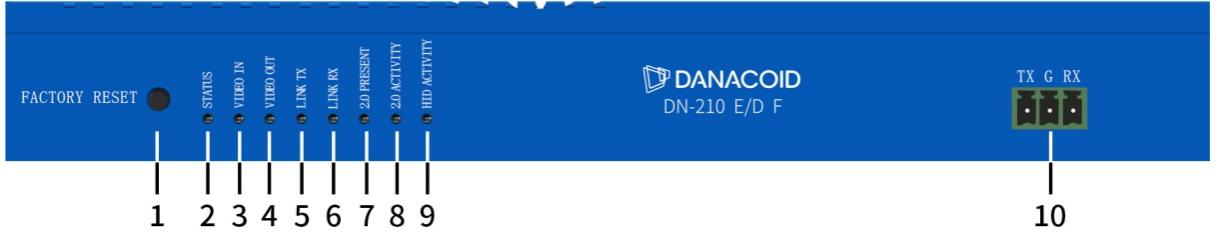 FACTORY RESET
STATUS
VIDEO IN
VIDEO OUT
LINK TX
LINK RX
2.0 PRESENT
2.0 ACTIVITY
HID ACTIVITY
DANACOID
DN-210 E/D F
TX G RX
1 2 3 4 5 6 7 8 9 10